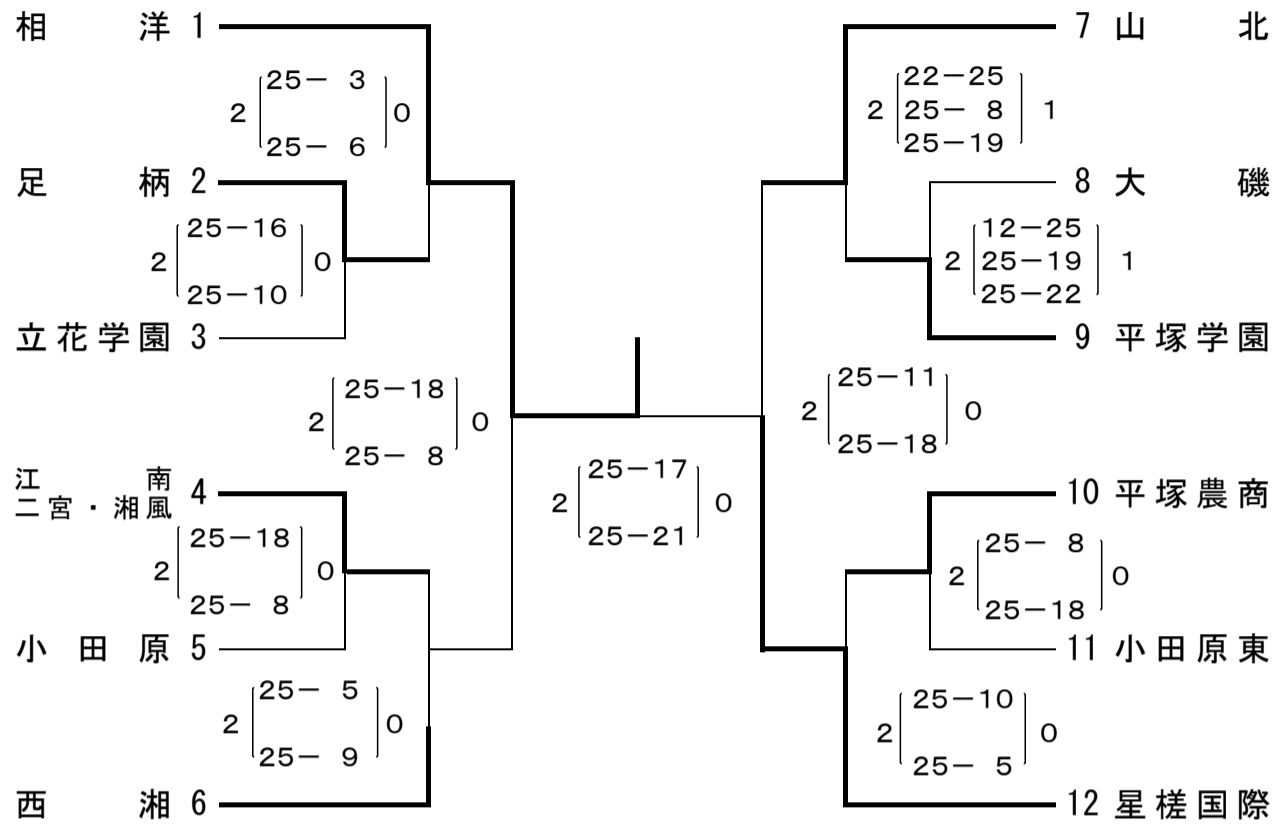 相洋 1
2 25－ 3 0
25－ 6
足柄 2
2 25－16 0
25－10
立花学園 3
2 25－18 0
25－ 8
江南
二宮・湘風 4
2 25－18 0
25－ 8
小田原 5
2 25－ 5 0
25－ 9
西湘 6
2 25－17 0
25－21
7 山北
22－25
2 25－ 8 1
25－19
8 大磯
12－25
2 25－19 1
25－22
9 平塚学園
2 25－11 0
25－18
10 平塚農商
2 25－ 8 0
25－18
11 小田原東
2 25－10 0
25－ 5
12 星槎国際